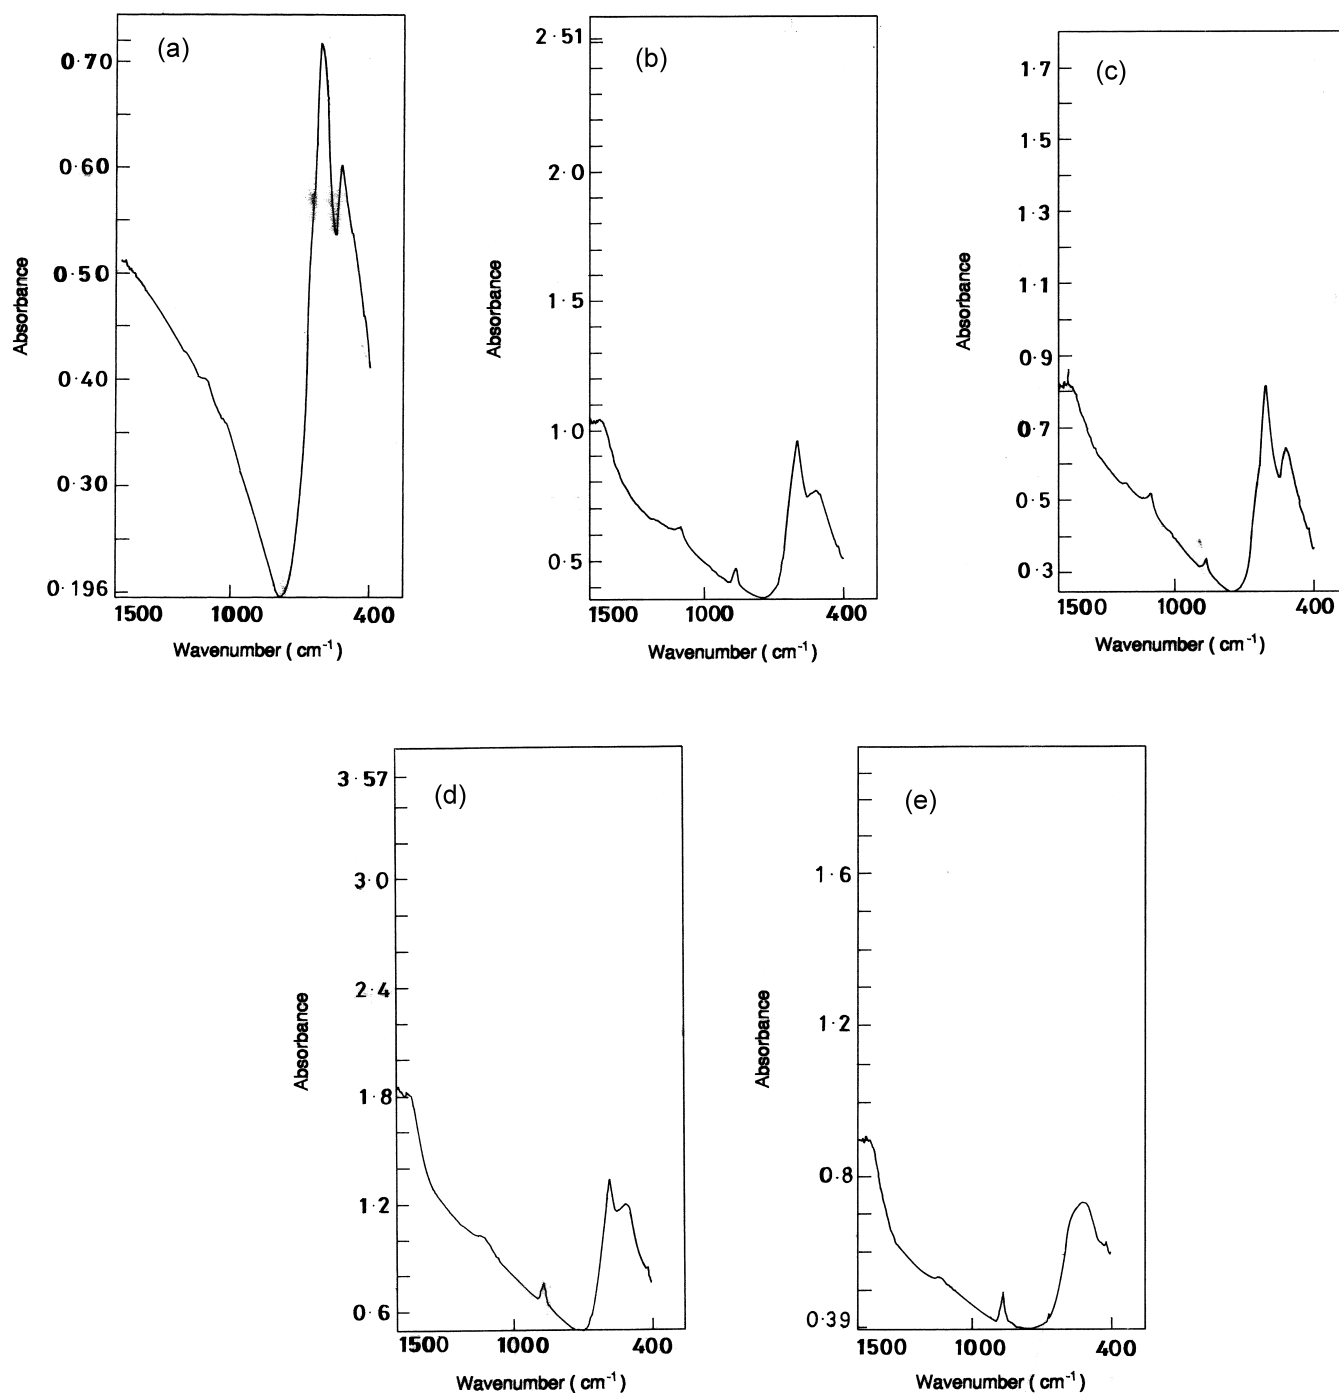 (a)
0·70
0·60
0·50
0·40
0·30
0·196
1500 1000 400
Absorbance
Wavenumber ( cm-1 )
(b)
2·51
2·0
1·5
1·0
0·5
1500 1000 400
Absorbance
Wavenumber ( cm-1 )
(c)
1·7
1·5
1·3
1·1
0·9
0·7
0·5
0·3
1500 1000 400
Absorbance
Wavenumber ( cm-1 )
(d)
3·57
3·0
2·4
1·8
1·2
0·6
1500 1000 400
Absorbance
Wavenumber ( cm-1 )
(e)
1·6
1·2
0·8
0·39
1500 1000 400
Absorbance
Wavenumber ( cm-1 )